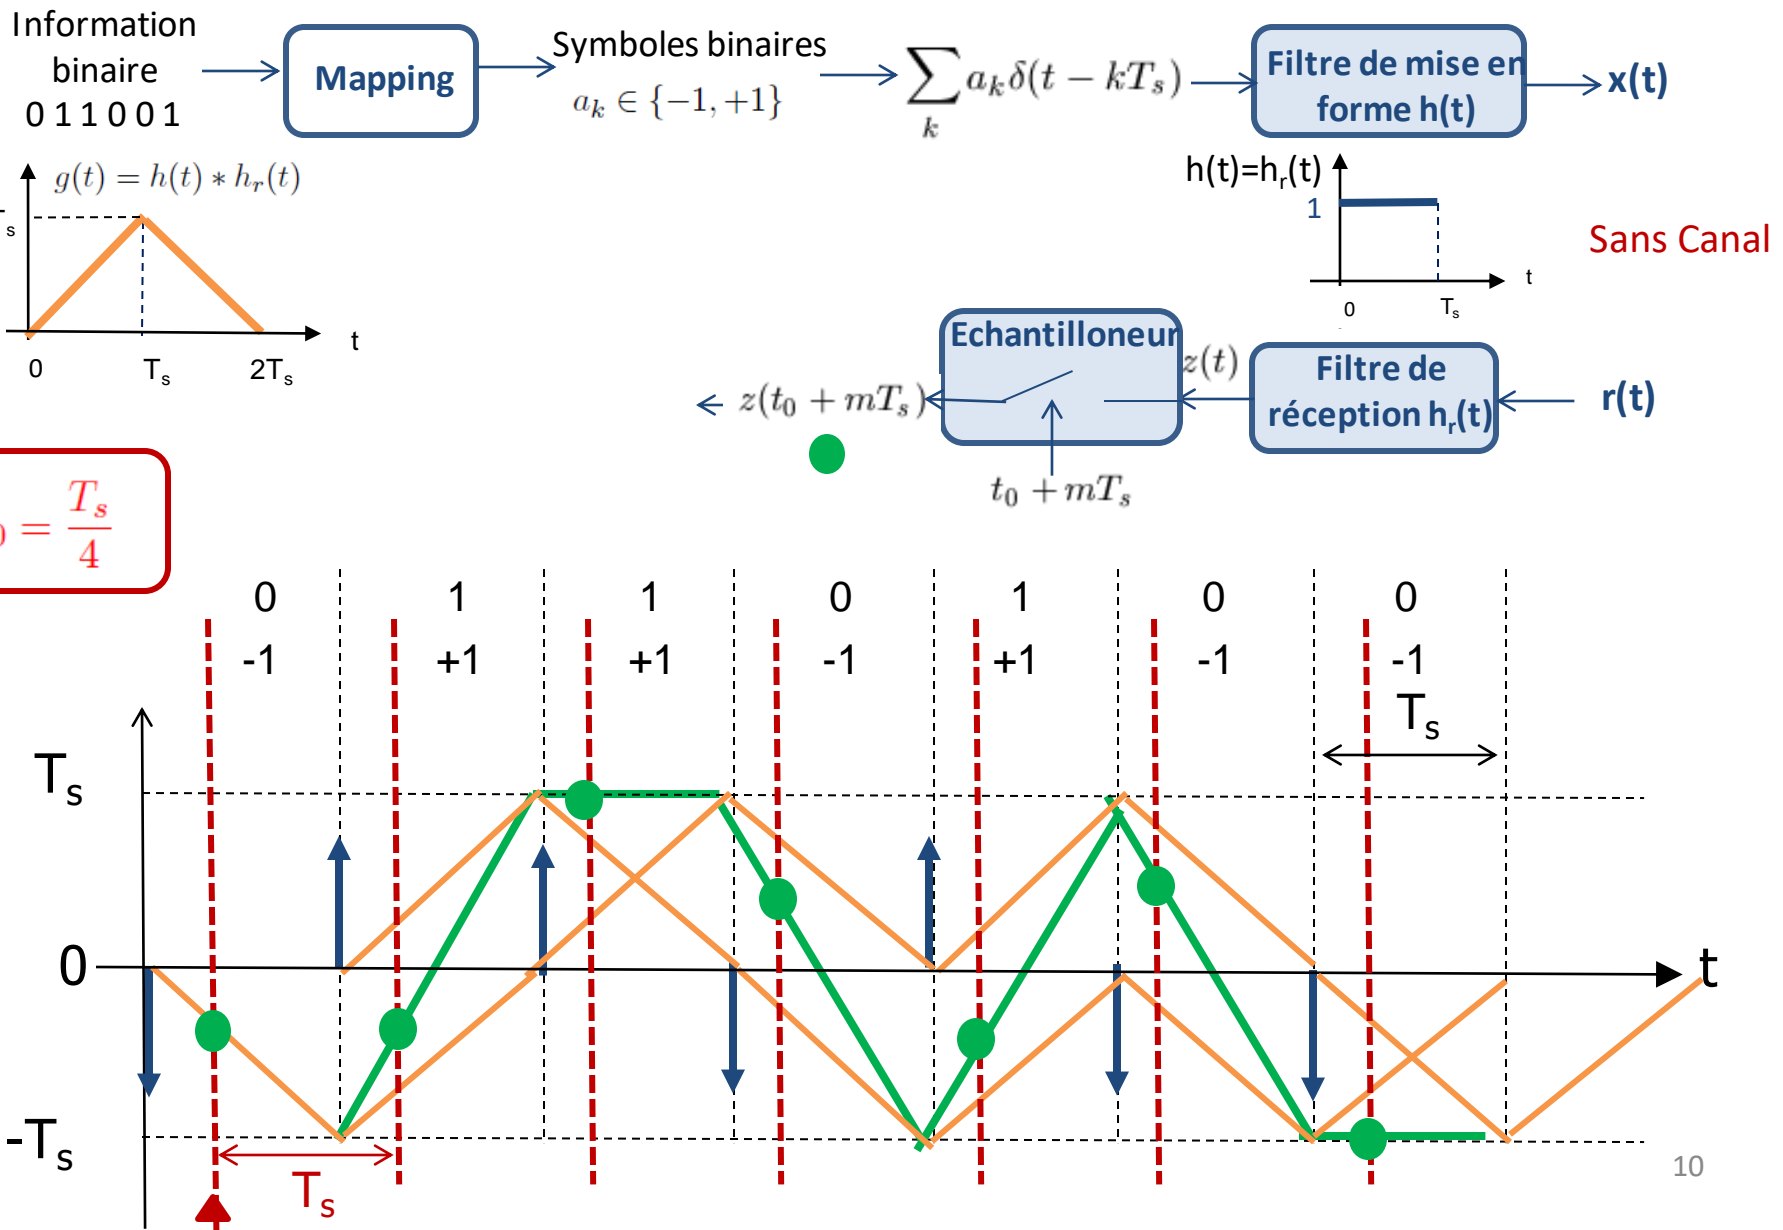 Information
binaire
0 1 1 0 0 1
Mapping
Symboles binaires
a_k ∈ {−1, +1}
∑_k a_k δ(t − kT_s)
Filtre de mise en
forme h(t)
x(t)
g(t) = h(t) * h_r(t)
T_s
0
T_s
2T_s
t
h(t)=h_r(t)
1
0
T_s
t
Sans Canal
Echantilloneur
z(t)
Filtre de
réception h_r(t)
r(t)
z(t_0 + mT_s)
t_0 + mT_s
_0 = T_s/4
0 1 1 0 1 0 0
-1 +1 +1 -1 +1 -1 -1
T_s
T_s
0
t
-T_s
T_s
10